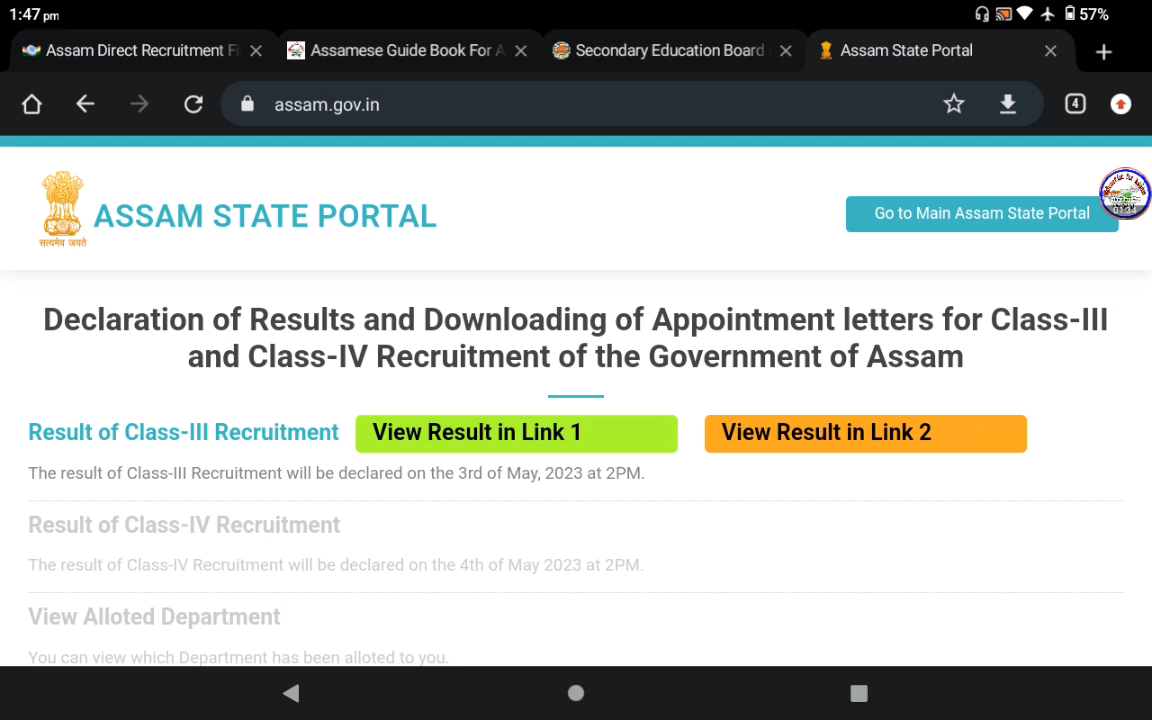 1:47 pm
57%
Assam Direct Recruitment Fi
Assamese Guide Book For A
Secondary Education Board
Assam State Portal
assam.gov.in
4
सत्यमेव जयते
ASSAM STATE PORTAL
Go to Main Assam State Portal
01:34
Declaration of Results and Downloading of Appointment letters for Class-III
and Class-IV Recruitment of the Government of Assam
Result of Class-III Recruitment
View Result in Link 1
View Result in Link 2
The result of Class-III Recruitment will be declared on the 3rd of May, 2023 at 2PM.
Result of Class-IV Recruitment
The result of Class-IV Recruitment will be declared on the 4th of May 2023 at 2PM.
View Alloted Department
You can view which Department has been alloted to you.